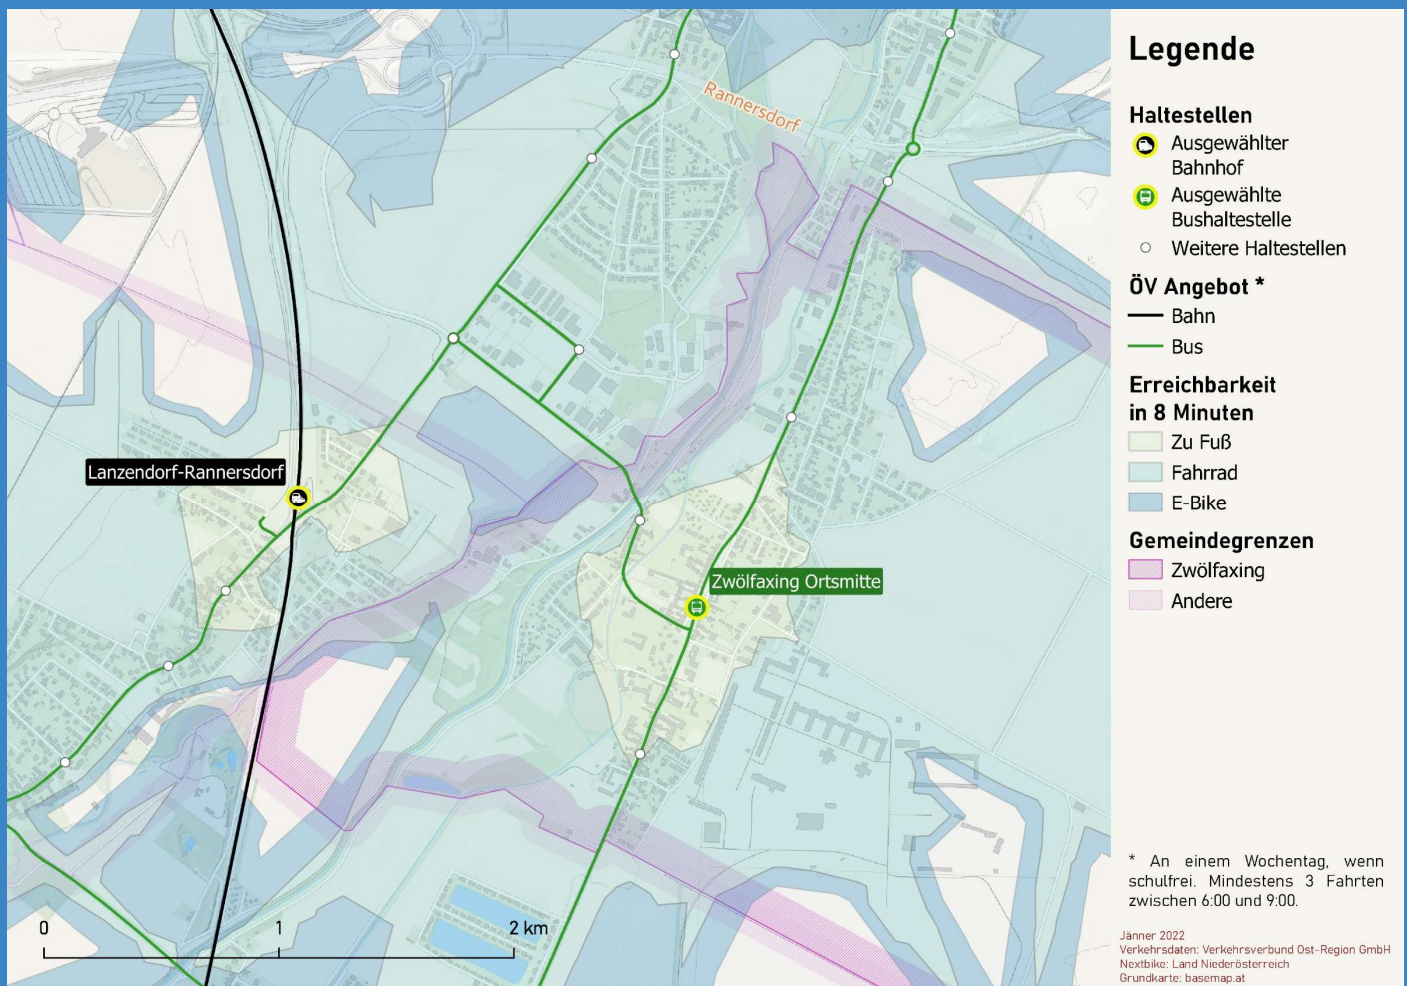 Rannersdorf
Lanzendorf-Rannersdorf
Zwölfaxing Ortsmitte
0 1 2 km
Legende
Haltestellen
Ausgewählter
Bahnhof
Ausgewählte
Bushaltestelle
Weitere Haltestellen
ÖV Angebot *
Bahn
Bus
Erreichbarkeit
in 8 Minuten
Zu Fuß
Fahrrad
E-Bike
Gemeindegrenzen
Zwölfaxing
Andere
* An einem Wochentag, wenn
schulfrei. Mindestens 3 Fahrten
zwischen 6:00 und 9:00.
Jänner 2022
Verkehrsdaten: Verkehrsverbund Ost-Region GmbH
Nextbike: Land Niederösterreich
Grundkarte: basemap.at